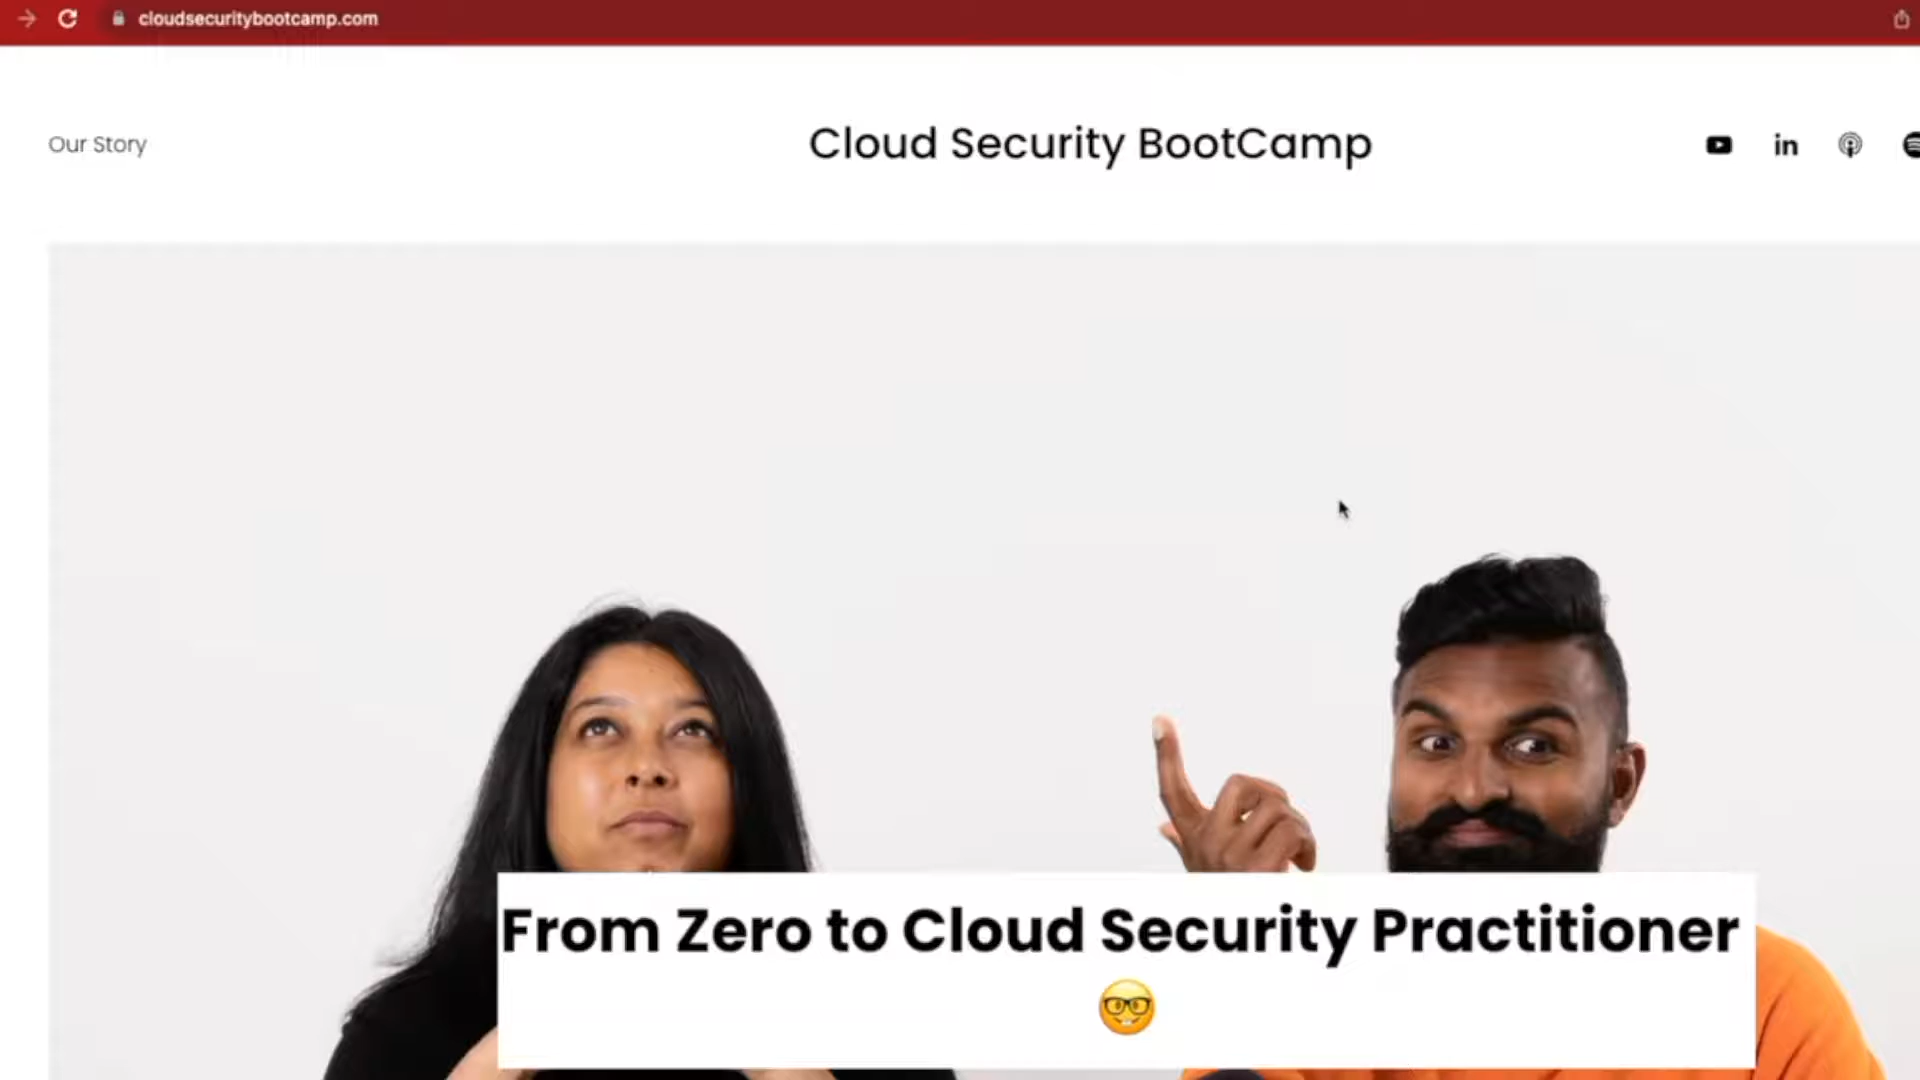 cloudsecuritybootcamp.com
Our Story
Cloud Security BootCamp
in
From Zero to Cloud Security Practitioner
🤓